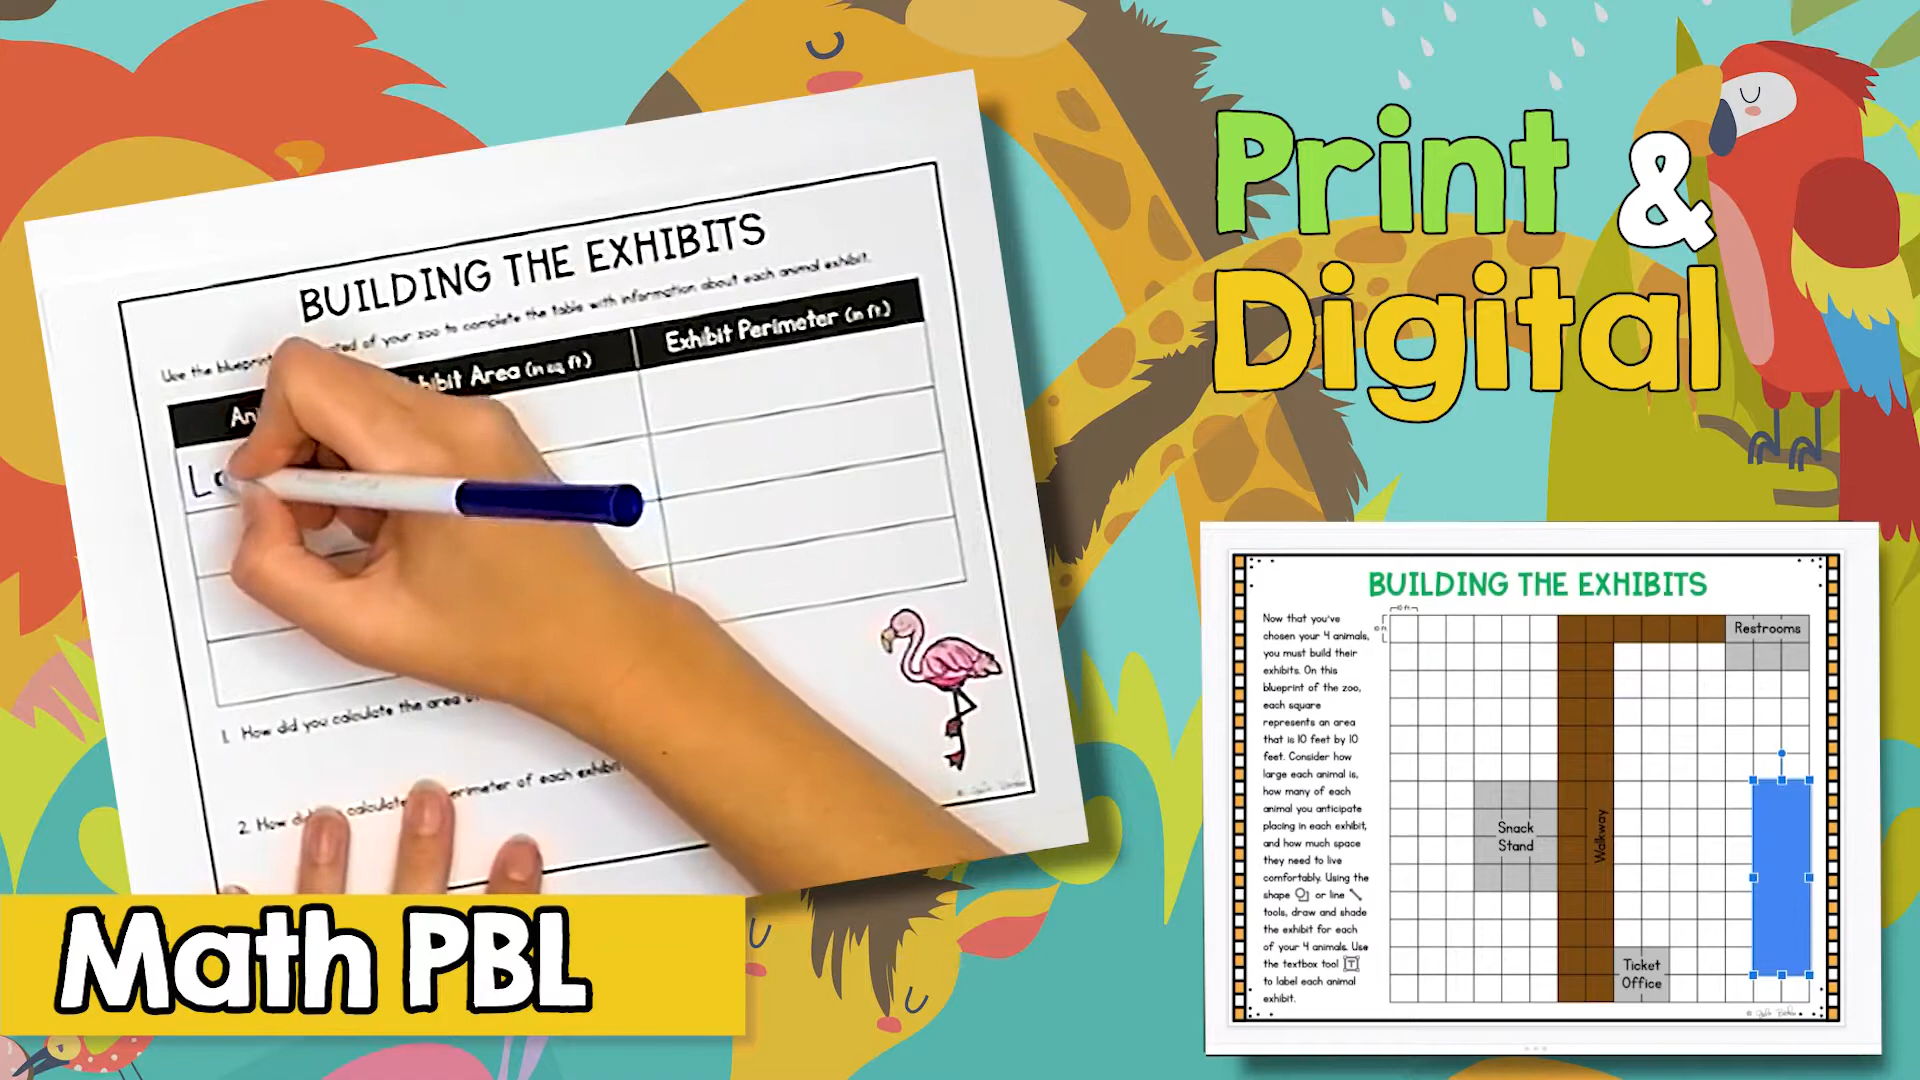 Print &
Digital
BUILDING THE EXHIBITS
of your zoo to complete the table with information about each animal exhibit.
Use the blueprint
Exhibit Perimeter (in ft.)
Area (in sq. ft.)
L
1. How did you calculate the area
2. How calculate perimeter of each exhibit
Math PBL
BUILDING THE EXHIBITS
Now that you've
chosen your 4 animals,
you must build their
exhibits. On this
blueprint of the zoo,
each square
represents an area
that is 10 feet by 10
feet. Consider how
large each animal is,
how many of each
animal you anticipate
placing in each exhibit,
and how much space
they need to live
comfortably. Using the
shape or line
tools, draw and shade
the exhibit for each
of your 4 animals. Use
the textbox tool T
to label each animal
exhibit.
10 ft
Restrooms
Snack
Stand
Walkway
Ticket
Office